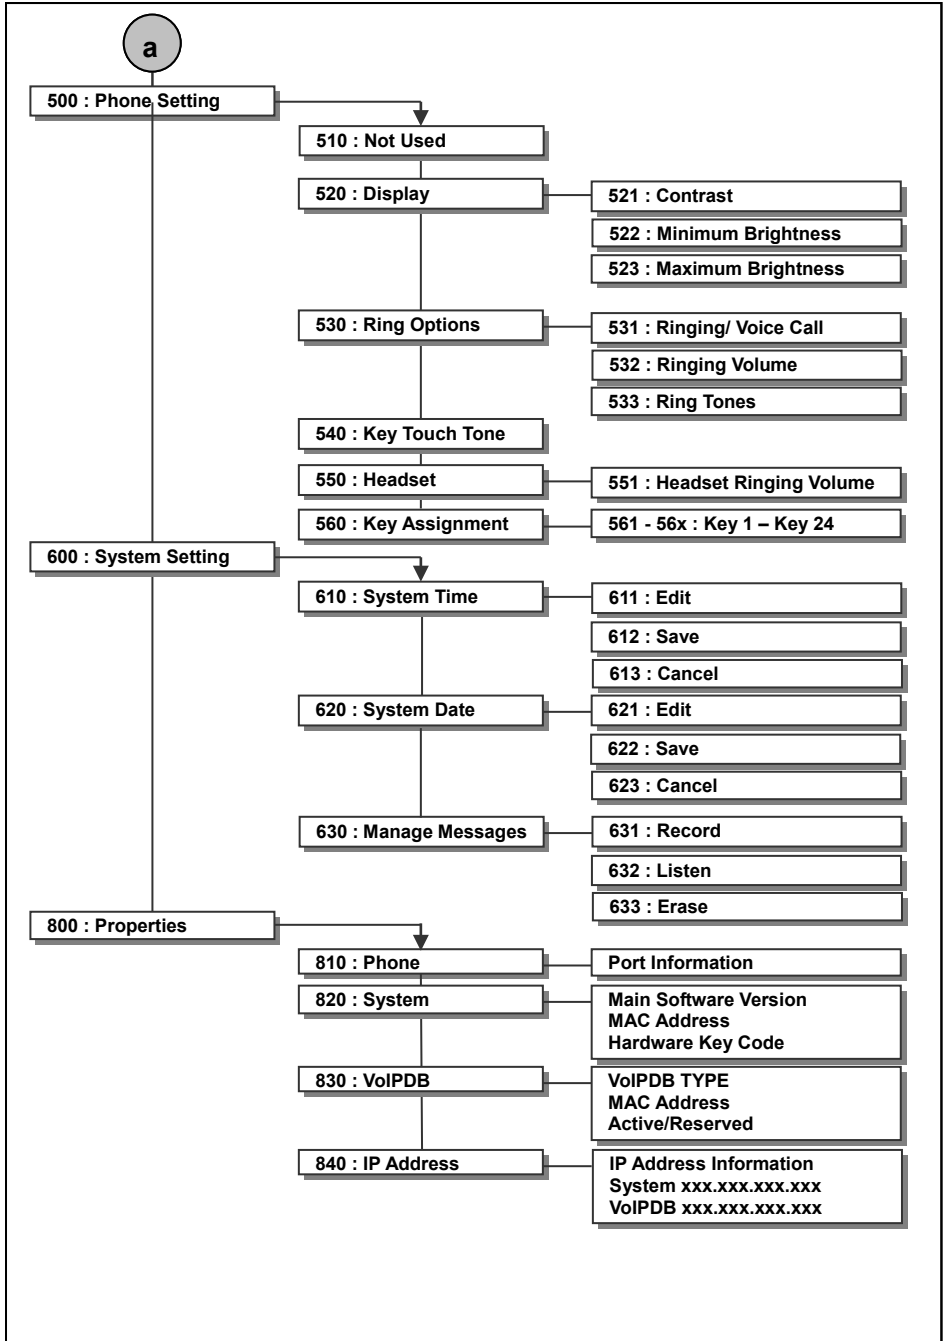 a
500 : Phone Setting
510 : Not Used
520 : Display
521 : Contrast
522 : Minimum Brightness
523 : Maximum Brightness
530 : Ring Options
531 : Ringing/ Voice Call
532 : Ringing Volume
533 : Ring Tones
540 : Key Touch Tone
550 : Headset
551 : Headset Ringing Volume
560 : Key Assignment
561 - 56x : Key 1 – Key 24
600 : System Setting
610 : System Time
611 : Edit
612 : Save
613 : Cancel
620 : System Date
621 : Edit
622 : Save
623 : Cancel
630 : Manage Messages
631 : Record
632 : Listen
633 : Erase
800 : Properties
810 : Phone
Port Information
820 : System
Main Software Version
MAC Address
Hardware Key Code
830 : VoIPDB
VoIPDB TYPE
MAC Address
Active/Reserved
840 : IP Address
IP Address Information
System xxx.xxx.xxx.xxx
VoIPDB xxx.xxx.xxx.xxx